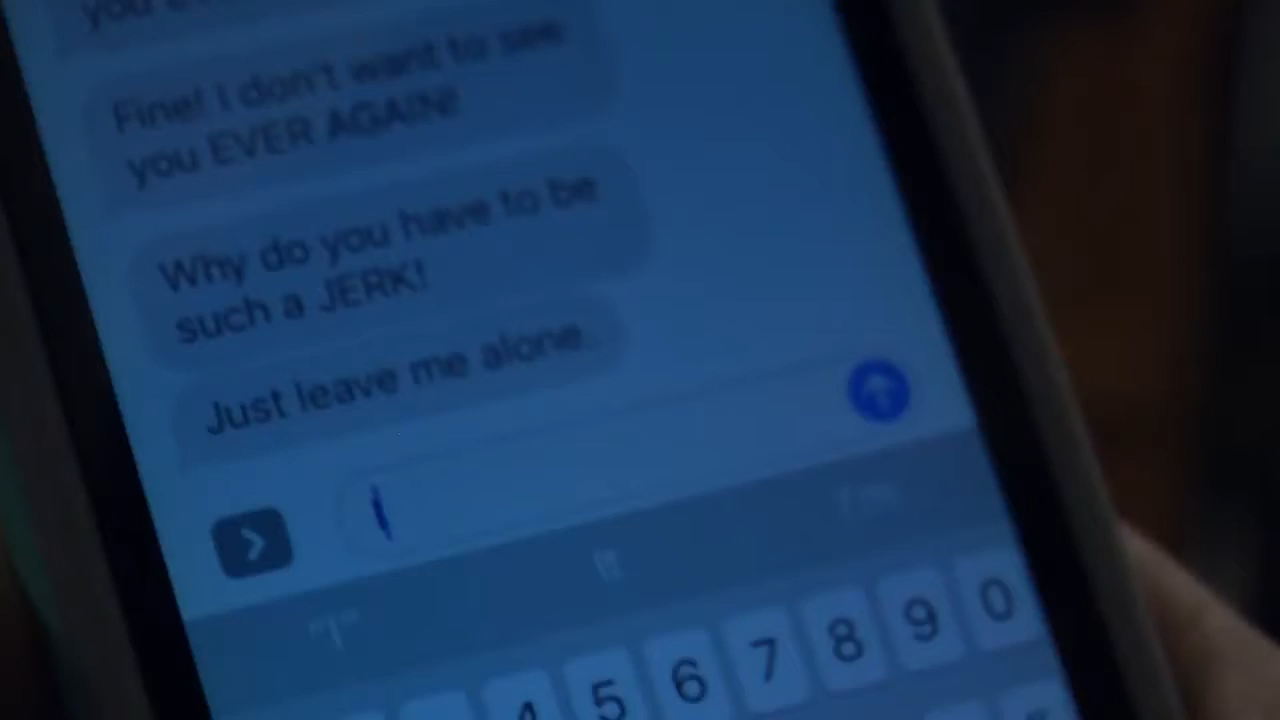 Fine! I don't want to see
you EVER AGAIN!
Why do you have to be
such a JERK!
Just leave me alone.
"I"
It
I'm
4 5 6 7 8 9 0